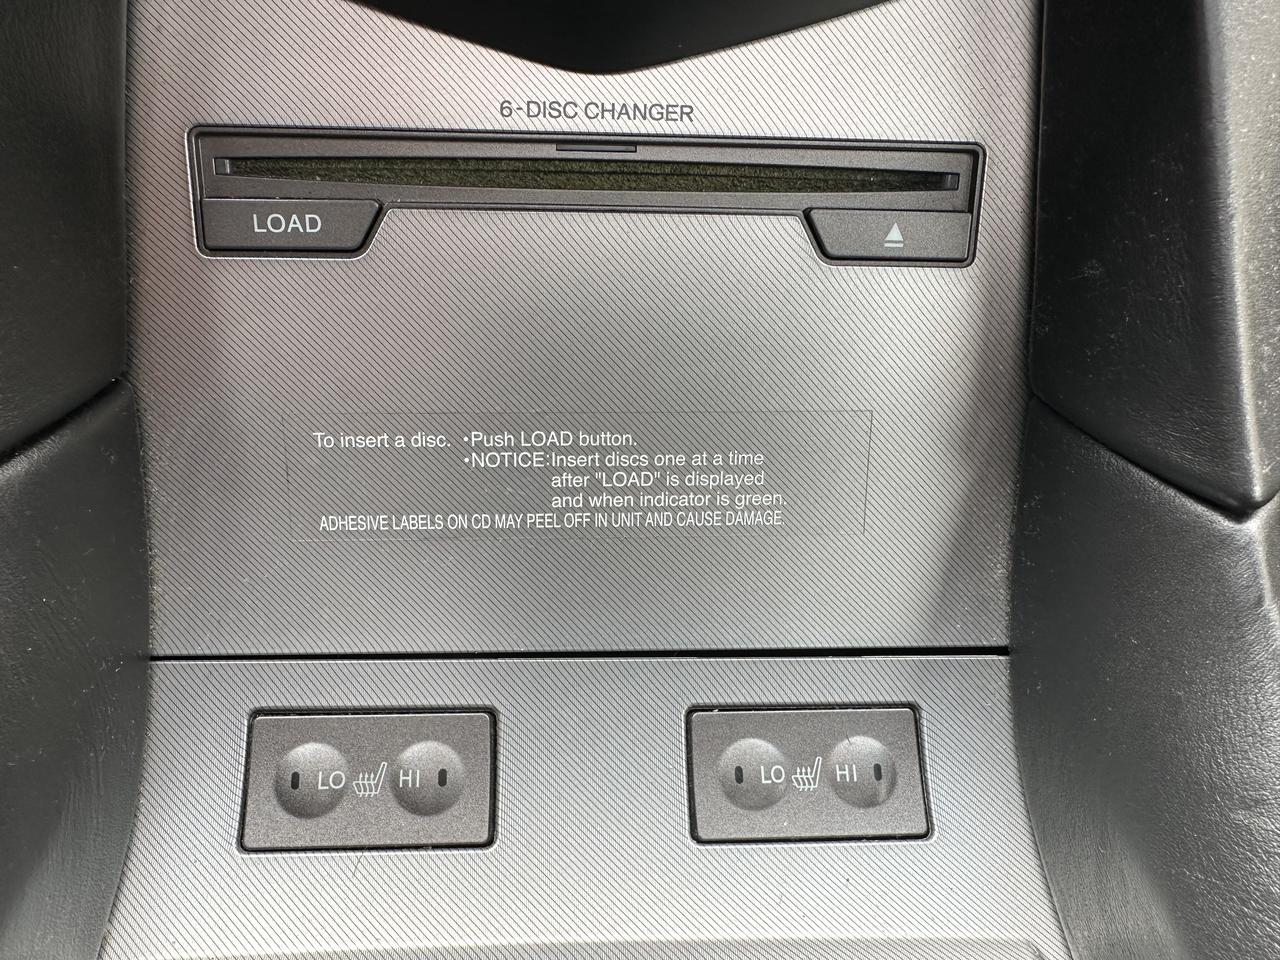 6-DISC CHANGER
LOAD
To insert a disc. •Push LOAD button.
•NOTICE:Insert discs one at a time
after "LOAD" is displayed
and when indicator is green.
ADHESIVE LABELS ON CD MAY PEEL OFF IN UNIT AND CAUSE DAMAGE.
LO HI
LO HI